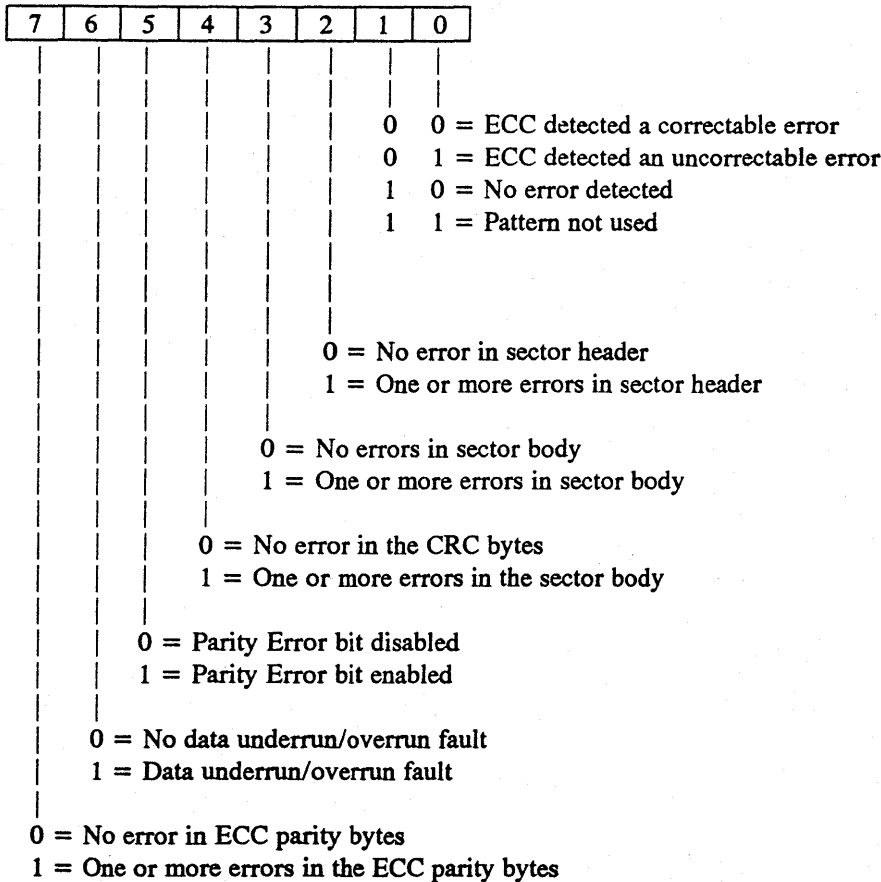 7 6 5 4 3 2 1 0
0 0 = ECC detected a correctable error
0 1 = ECC detected an uncorrectable error
1 0 = No error detected
1 1 = Pattern not used
0 = No error in sector header
1 = One or more errors in sector header
0 = No errors in sector body
1 = One or more errors in sector body
0 = No error in the CRC bytes
1 = One or more errors in the sector body
0 = Parity Error bit disabled
1 = Parity Error bit enabled
0 = No data underrun/overrun fault
1 = Data underrun/overrun fault
0 = No error in ECC parity bytes
1 = One or more errors in the ECC parity bytes